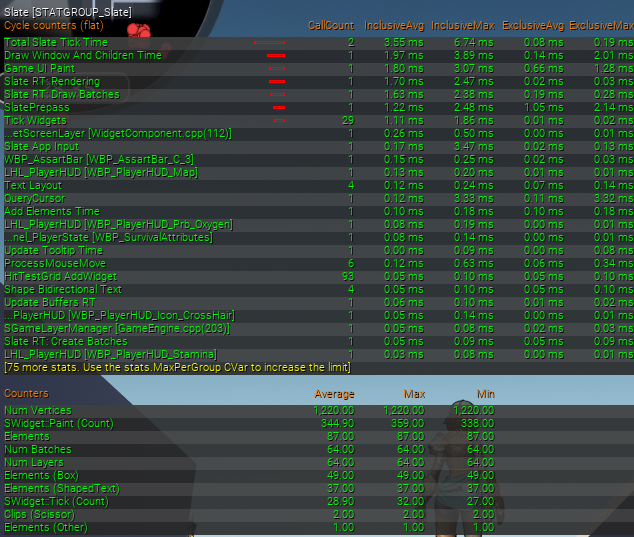 Slate [STATGROUP_Slate]
Cycle counters (flat) CallCount InclusiveAvg InclusiveMax ExclusiveAvg ExclusiveMax
Total Slate Tick Time 2 3.55 ms 6.74 ms 0.08 ms 0.19 ms
Draw Window And Children Time 1 1.97 ms 3.89 ms 0.14 ms 2.01 ms
Game UI Paint 1 1.80 ms 3.07 ms 0.66 ms 1.28 ms
Slate RT: Rendering 1 1.70 ms 2.47 ms 0.02 ms 0.03 ms
Slate RT: Draw Batches 1 1.63 ms 2.38 ms 0.19 ms 0.28 ms
SlatePrepass 1 1.22 ms 2.48 ms 1.05 ms 2.14 ms
Tick Widgets 29 1.11 ms 1.86 ms 0.01 ms 0.02 ms
...etScreenLayer [WidgetComponent.cpp(112)] 1 0.26 ms 0.50 ms 0.00 ms 0.01 ms
Slate App Input 1 0.17 ms 3.47 ms 0.02 ms 0.13 ms
WBP_AssartBar [WBP_AssartBar_C_3] 1 0.15 ms 0.25 ms 0.02 ms 0.03 ms
LHL_PlayerHUD [WBP_PlayerHUD_Map] 1 0.13 ms 0.20 ms 0.01 ms 0.01 ms
Text Layout 4 0.12 ms 0.24 ms 0.07 ms 0.14 ms
QueryCursor 1 0.12 ms 3.33 ms 0.11 ms 3.32 ms
Add Elements Time 1 0.10 ms 0.18 ms 0.10 ms 0.18 ms
LHL_PlayerHUD [WBP_PlayerHUD_Prb_Oxygen] 1 0.08 ms 0.19 ms 0.00 ms 0.01 ms
...nel_PlayerState [WBP_SurvivalAttributes] 1 0.08 ms 0.14 ms 0.00 ms 0.01 ms
Update Tooltip Time 1 0.00 ms 0.09 ms 0.00 ms 0.08 ms
ProcessMouseMove 6 0.12 ms 0.63 ms 0.06 ms 0.34 ms
HitTestGrid AddWidget 93 0.05 ms 0.10 ms 0.05 ms 0.10 ms
Shape Bidirectional Text 4 0.05 ms 0.10 ms 0.05 ms 0.10 ms
Update Buffers RT 1 0.06 ms 0.10 ms 0.01 ms 0.02 ms
...PlayerHUD [WBP_PlayerHUD_Icon_CrossHair] 1 0.05 ms 0.14 ms 0.00 ms 0.01 ms
SGameLayerManager [GameEngine.cpp(203)] 1 0.05 ms 0.08 ms 0.02 ms 0.03 ms
Slate RT: Create Batches 1 0.05 ms 0.09 ms 0.05 ms 0.09 ms
LHL_PlayerHUD [WBP_PlayerHUD_Stamina] 1 0.03 ms 0.08 ms 0.00 ms 0.01 ms
[75 more stats. Use the stats.MaxPerGroup CVar to increase the limit]
Counters Average Max Min
Num Vertices 1,220.00 1,220.00 1,220.00
SWidget::Paint (Count) 344.90 359.00 338.00
Elements 87.00 87.00 87.00
Num Batches 64.00 64.00 64.00
Num Layers 64.00 64.00 64.00
Elements (Box) 49.00 49.00 49.00
Elements (ShapedText) 37.00 37.00 37.00
SWidget::Tick (Count) 28.90 32.00 27.00
Clips (Scissor) 2.00 2.00 2.00
Elements (Other) 1.00 1.00 1.00